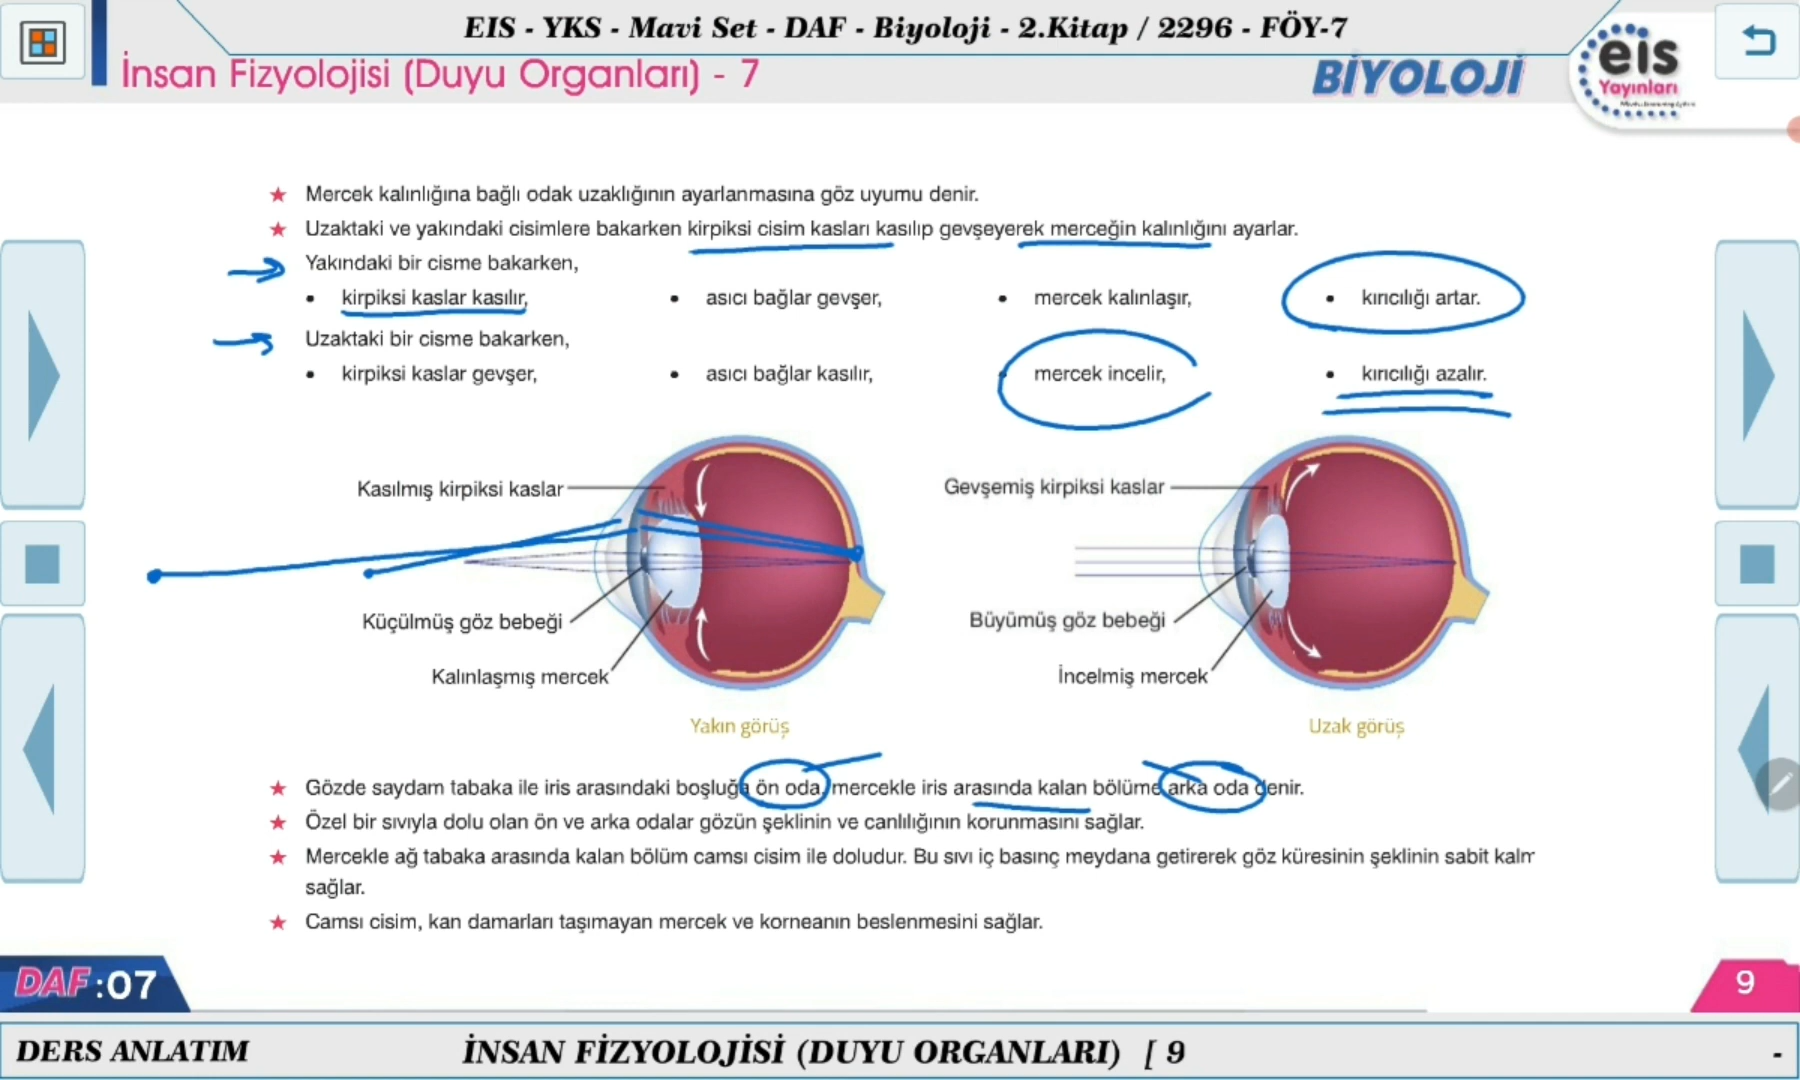 EIS - YKS - Mavi Set - DAF - Biyoloji - 2.Kitap / 2296 - FÖY-7
İnsan Fizyolojisi (Duyu Organları) - 7
BİYOLOJİ
eis
Yayınları
★ Mercek kalınlığına bağlı odak uzaklığının ayarlanmasına göz uyumu denir.
★ Uzaktaki ve yakındaki cisimlere bakarken kirpiksi cisim kasları kasılıp gevşeyerek merceğin kalınlığını ayarlar.
Yakındaki bir cisme bakarken,
• kirpiksi kaslar kasılır, • asıcı bağlar gevşer, • mercek kalınlaşır, • kırıcılığı artar.
Uzaktaki bir cisme bakarken,
• kirpiksi kaslar gevşer, • asıcı bağlar kasılır, • mercek incelir, • kırıcılığı azalır.
Kasılmış kirpiksi kaslar
Küçülmüş göz bebeği
Kalınlaşmış mercek
Yakın görüş
Gevşemiş kirpiksi kaslar
Büyümüş göz bebeği
İncelmiş mercek
Uzak görüş
★ Gözde saydam tabaka ile iris arasındaki boşluğa ön oda, mercekle iris arasında kalan bölüme arka oda denir.
★ Özel bir sıvıyla dolu olan ön ve arka odalar gözün şeklinin ve canlılığının korunmasını sağlar.
★ Mercekle ağ tabaka arasında kalan bölüm camsı cisim ile doludur. Bu sıvı iç basınç meydana getirerek göz küresinin şeklinin sabit kalm
sağlar.
★ Camsı cisim, kan damarları taşımayan mercek ve korneanın beslenmesini sağlar.
DAF:07
9
DERS ANLATIM
İNSAN FİZYOLOJİSİ (DUYU ORGANLARI) [ 9
-